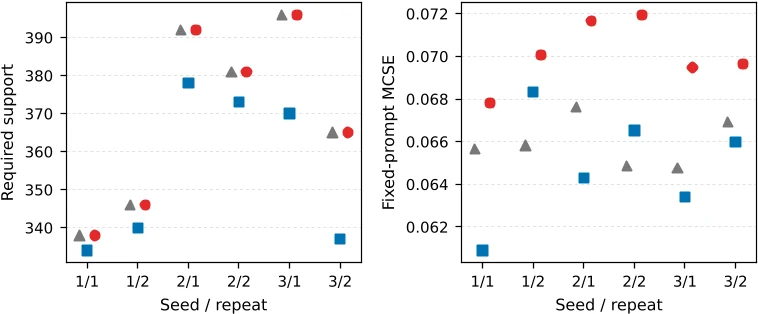 Required support
390
380
370
360
350
340
1/1 1/2 2/1 2/2 3/1 3/2
Seed / repeat
Fixed-prompt MCSE
0.072
0.070
0.068
0.066
0.064
0.062
1/1 1/2 2/1 2/2 3/1 3/2
Seed / repeat